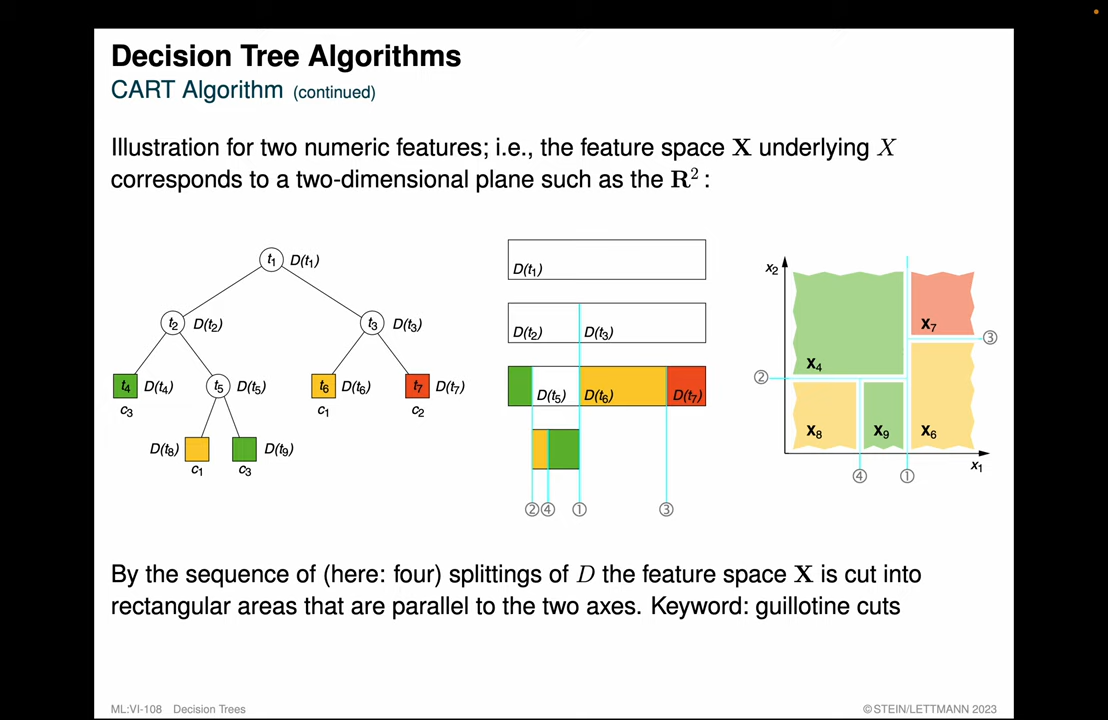 Decision Tree Algorithms
CART Algorithm (continued)
Illustration for two numeric features; i.e., the feature space X underlying X
corresponds to a two-dimensional plane such as the R²:
t₁ D(t₁)
t₂ D(t₂) t₃ D(t₃)
t₄ D(t₄) t₅ D(t₅) t₆ D(t₆) t₇ D(t₇)
c₃ c₁ c₂
D(t₈) D(t₉)
c₁ c₃
D(t₁)
D(t₂) D(t₃)
D(t₅) D(t₆) D(t₇)
② ④ ① ③
x₂
X₇
③
X₄
②
X₈ X₉ X₆
x₁
④ ①
By the sequence of (here: four) splittings of D the feature space X is cut into
rectangular areas that are parallel to the two axes. Keyword: guillotine cuts
ML:VI-108 Decision Trees ©STEIN/LETTMANN 2023